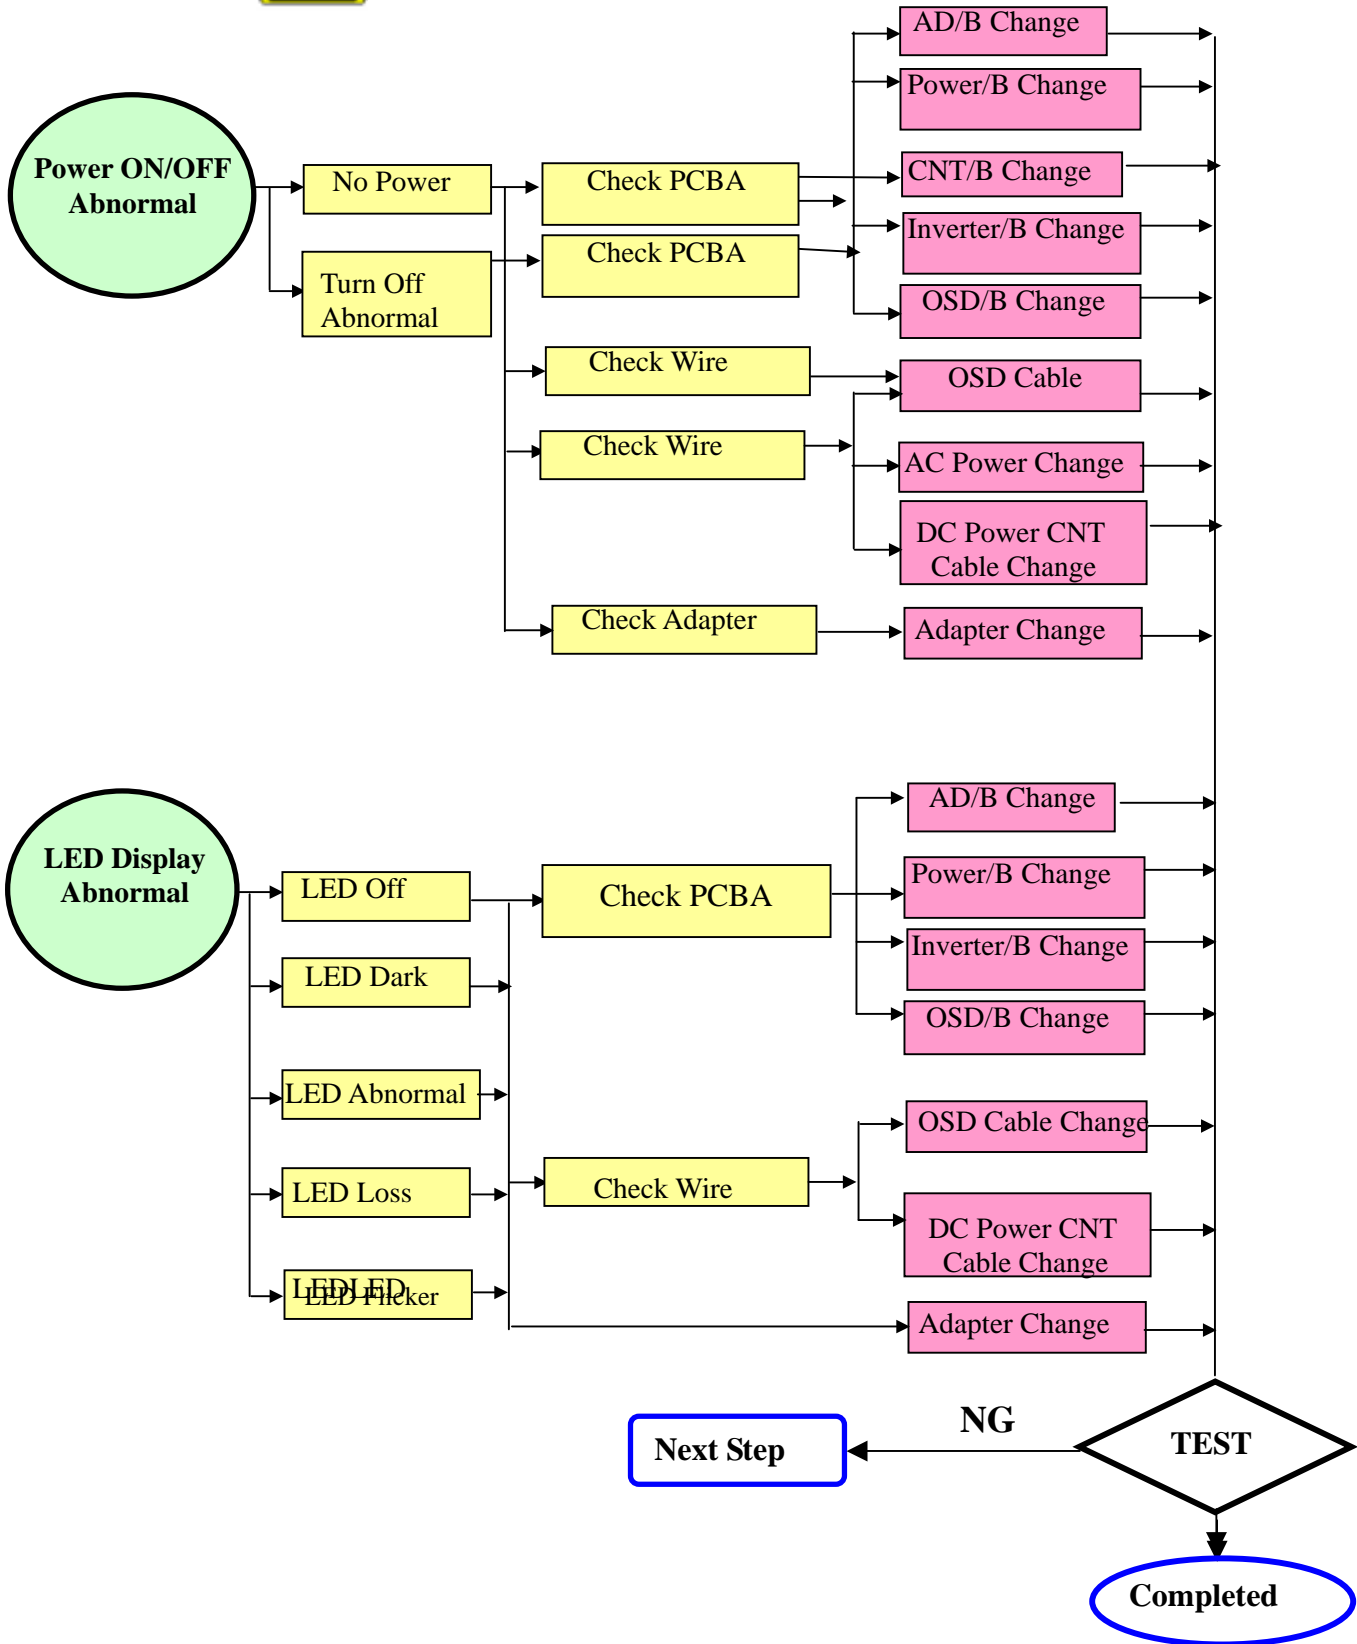 AD/B Change
Power/B Change
Power ON/OFF
Abnormal
No Power
Check PCBA
CNT/B Change
Inverter/B Change
Check PCBA
Turn Off
Abnormal
OSD/B Change
Check Wire
OSD Cable
Check Wire
AC Power Change
DC Power CNT
Cable Change
Check Adapter
Adapter Change
AD/B Change
LED Display
Abnormal
LED Off
Check PCBA
Power/B Change
Inverter/B Change
LED Dark
OSD/B Change
LED Abnormal
OSD Cable Change
LED Loss
Check Wire
DC Power CNT
Cable Change
LEDLED
LED Flicker
Adapter Change
NG
TEST
Next Step
Completed